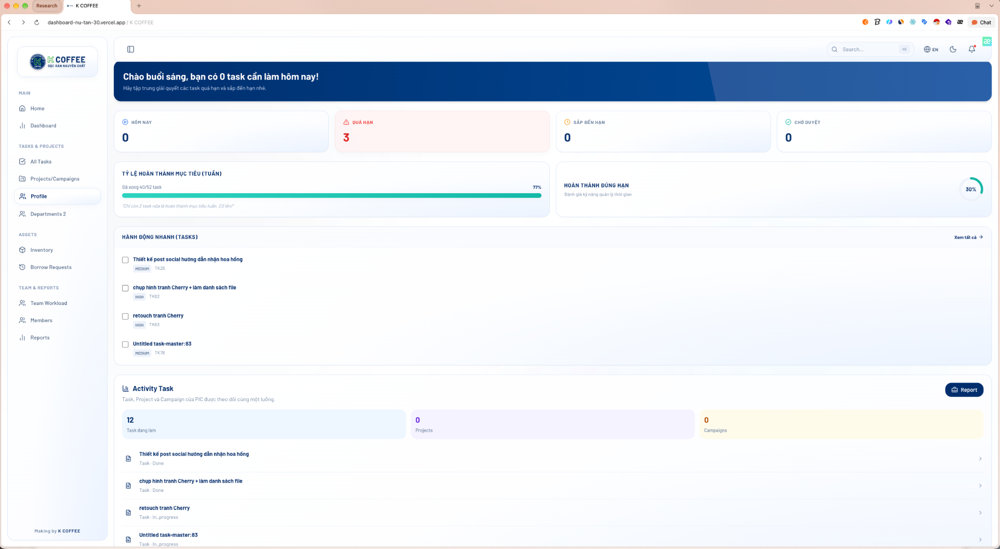 Research
K COFFEE
dashboard-nu-tan-30.vercel.app / K COFFEE
Chat
K COFFEE
ĐẶC SẢN NGUYÊN CHẤT
Search...
⌘K
EN
æ
MAIN
Home
Dashboard
TASKS & PROJECTS
All Tasks
Projects/Campaigns
Profile
Departments 2
ASSETS
Inventory
Borrow Requests
TEAM & REPORTS
Team Workload
Members
Reports
Making by K COFFEE
Chào buổi sáng, bạn có 0 task cần làm hôm nay!
Hãy tập trung giải quyết các task quá hạn và sắp đến hạn nhé.
HÔM NAY
0
QUÁ HẠN
3
SẮP ĐẾN HẠN
0
CHỜ DUYỆT
0
TỶ LỆ HOÀN THÀNH MỤC TIÊU (TUẦN)
Đã xong 40/52 task
77%
"Chỉ còn 2 task nữa là hoàn thành mục tiêu tuần. Cố lên!"
HOÀN THÀNH ĐÚNG HẠN
Đánh giá kỹ năng quản lý thời gian
30%
HÀNH ĐỘNG NHANH (TASKS)
Xem tất cả
Thiết kế post social hướng dẫn nhận hoa hồng
MEDIUM TK25
chụp hình tranh Cherry + làm danh sách file
HIGH TK62
retouch tranh Cherry
HIGH TK63
Untitled task-master:83
MEDIUM TK78
Activity Task
Task, Project và Campaign của PIC được theo dõi cùng một luồng.
Report
12
Task đang làm
0
Projects
0
Campaigns
Thiết kế post social hướng dẫn nhận hoa hồng
Task · Done
chụp hình tranh Cherry + làm danh sách file
Task · Done
retouch tranh Cherry
Task · In_progress
Untitled task-master:83
Task · In_progress